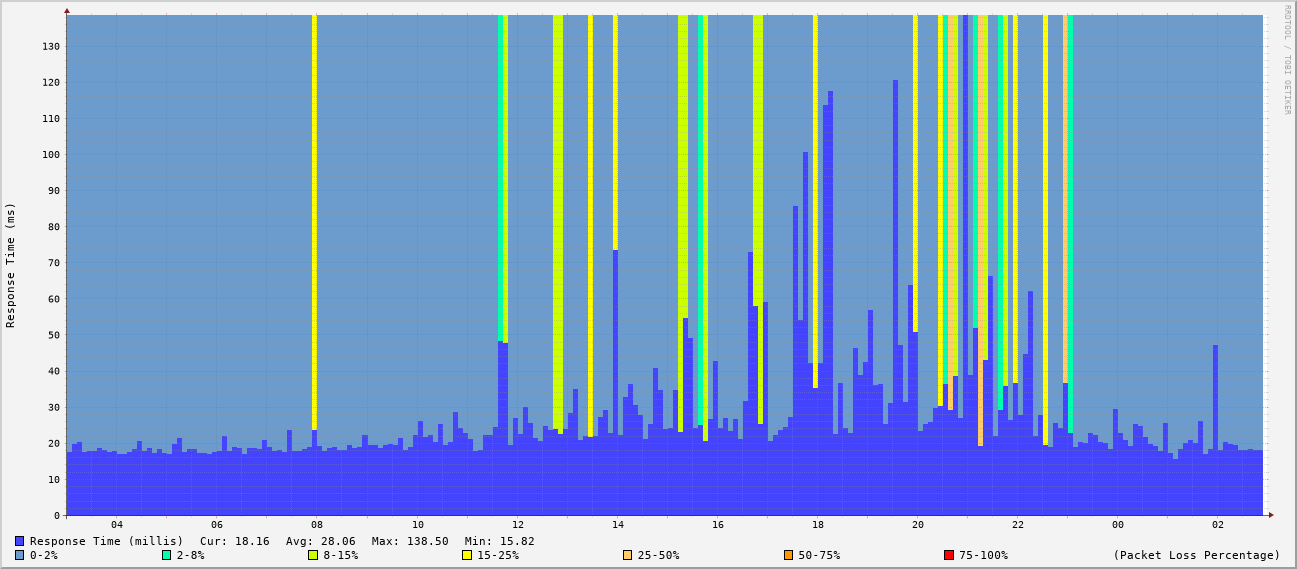 RRDTOOL / TOBI OETIKER
Response Time (ms)
130
120
110
100
90
80
70
60
50
40
30
20
10
0
04 06 08 10 12 14 16 18 20 22 00 02
Response Time (millis) Cur: 18.16 Avg: 28.06 Max: 138.50 Min: 15.82
0-2% 2-8% 8-15% 15-25% 25-50% 50-75% 75-100% (Packet Loss Percentage)